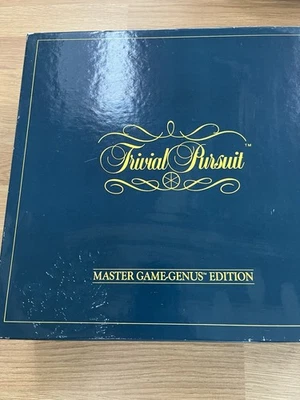 Trivial Pursuit™
MASTER GAME-GENUS™ EDITION